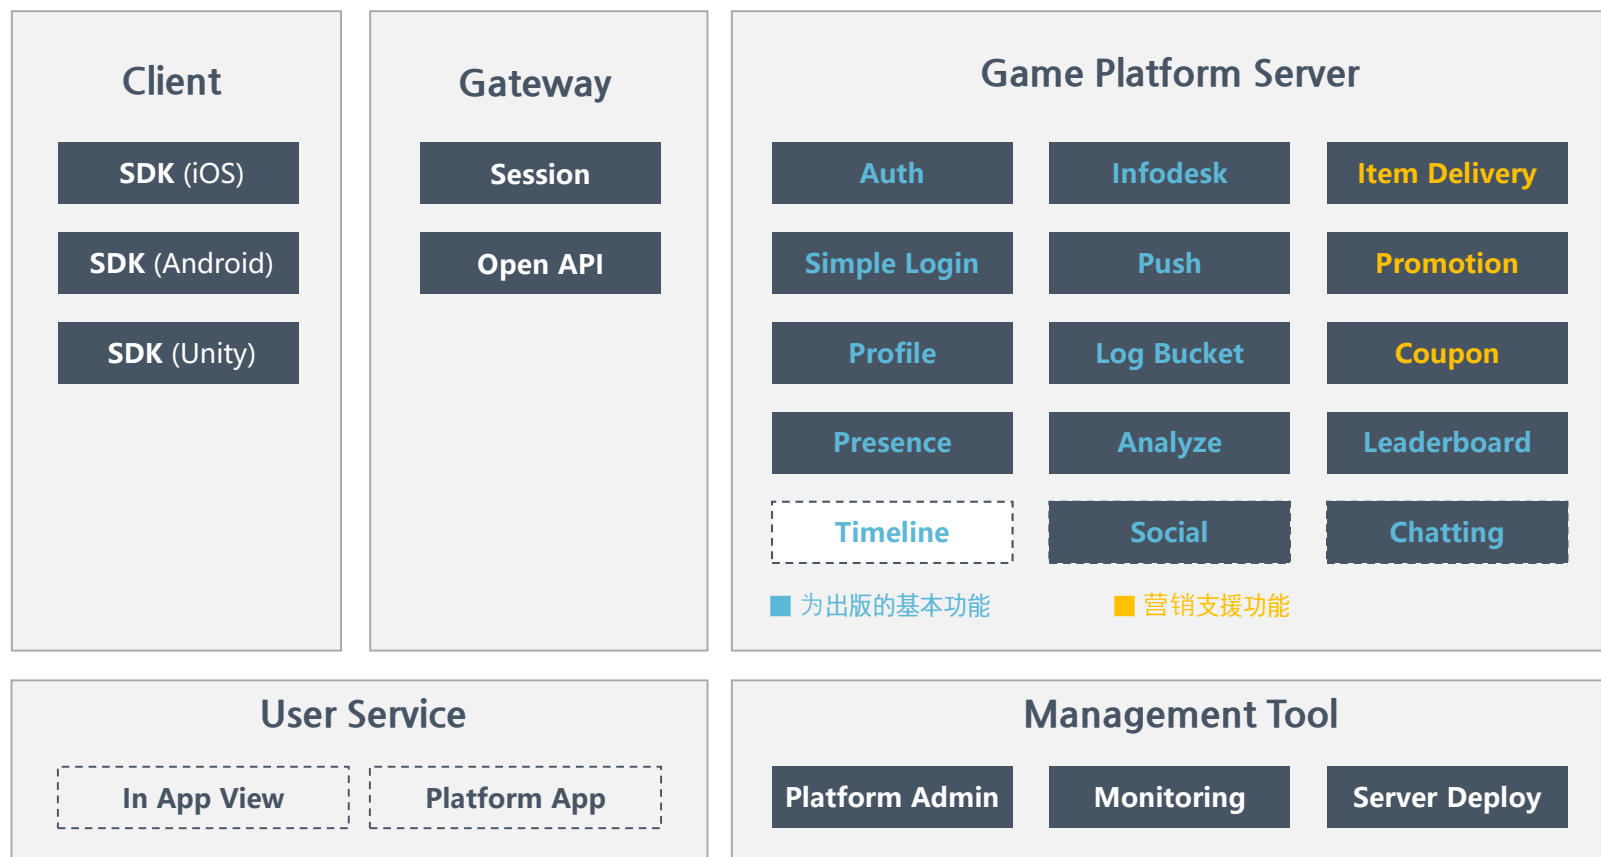 Client
SDK (iOS)
SDK (Android)
SDK (Unity)
Gateway
Session
Open API
Game Platform Server
Auth
Infodesk
Item Delivery
Simple Login
Push
Promotion
Profile
Log Bucket
Coupon
Presence
Analyze
Leaderboard
Timeline
Social
Chatting
为出版的基本功能
营销支援功能
User Service
In App View
Platform App
Management Tool
Platform Admin
Monitoring
Server Deploy